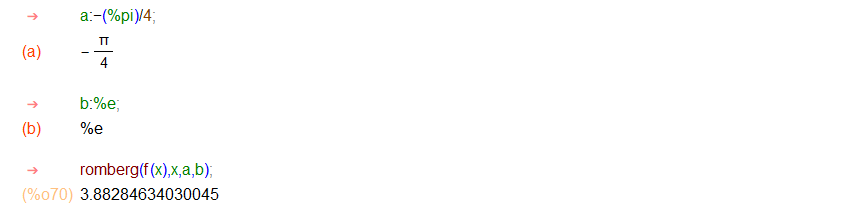 → a:−(%pi)/4;
(a) − π/4
→ b:%e;
(b) %e
→ romberg(f(x),x,a,b);
(%o70) 3.88284634030045